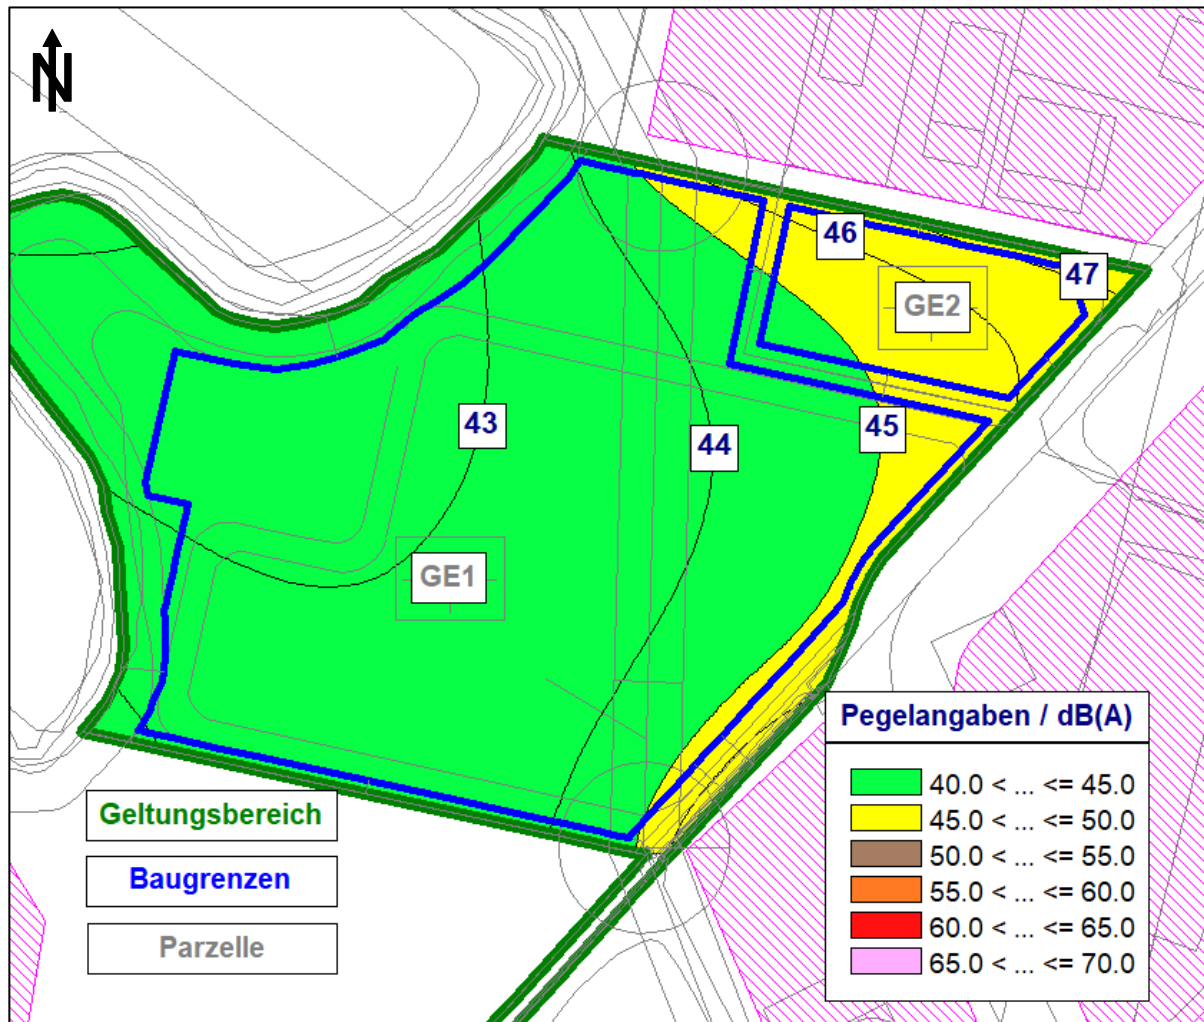 N
46
47
GE2
43
44
45
GE1
Pegelangaben / dB(A)
40.0 < ... <= 45.0
45.0 < ... <= 50.0
50.0 < ... <= 55.0
55.0 < ... <= 60.0
60.0 < ... <= 65.0
65.0 < ... <= 70.0
Geltungsbereich
Baugrenzen
Parzelle